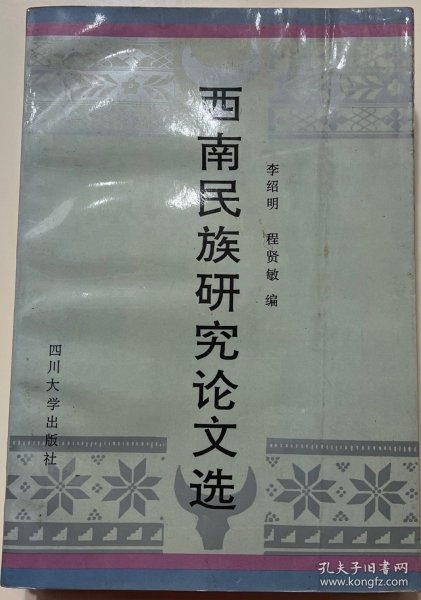 西南民族研究论文选
李绍明 程贤敏 编
四川大学出版社
孔夫子旧书网
www.kongfz.com